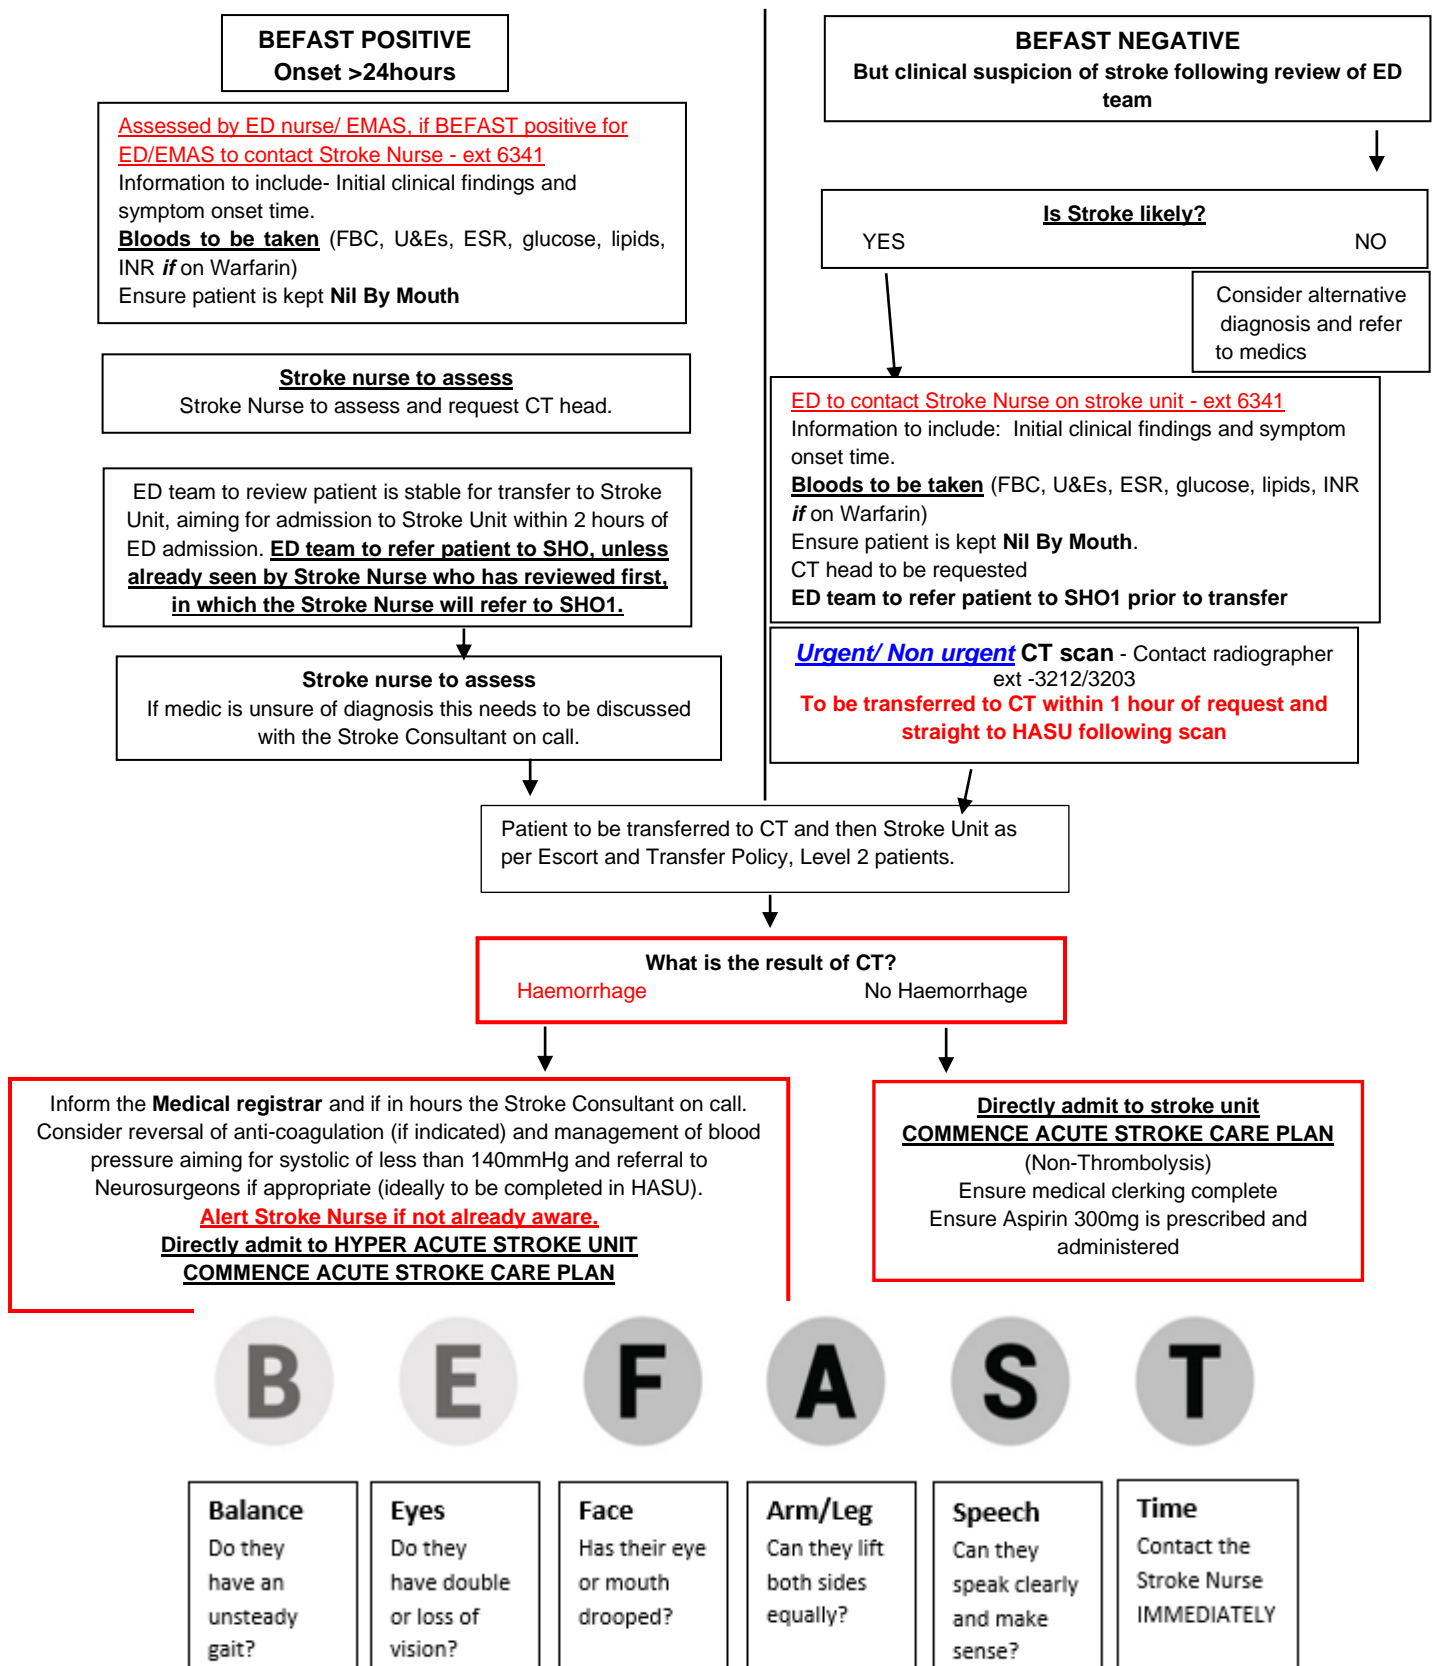 BEFAST POSITIVE
Onset >24hours
Assessed by ED nurse/ EMAS, if BEFAST positive for
ED/EMAS to contact Stroke Nurse - ext 6341
Information to include- Initial clinical findings and
symptom onset time.
Bloods to be taken (FBC, U&Es, ESR, glucose, lipids,
INR if on Warfarin)
Ensure patient is kept Nil By Mouth
Stroke nurse to assess
Stroke Nurse to assess and request CT head.
ED team to review patient is stable for transfer to Stroke
Unit, aiming for admission to Stroke Unit within 2 hours of
ED admission. ED team to refer patient to SHO, unless
already seen by Stroke Nurse who has reviewed first,
in which the Stroke Nurse will refer to SHO1.
Stroke nurse to assess
If medic is unsure of diagnosis this needs to be discussed
with the Stroke Consultant on call.
BEFAST NEGATIVE
But clinical suspicion of stroke following review of ED
team
Is Stroke likely?
YES NO
Consider alternative
diagnosis and refer
to medics
ED to contact Stroke Nurse on stroke unit - ext 6341
Information to include: Initial clinical findings and symptom
onset time.
Bloods to be taken (FBC, U&Es, ESR, glucose, lipids, INR
if on Warfarin)
Ensure patient is kept Nil By Mouth.
CT head to be requested
ED team to refer patient to SHO1 prior to transfer
Urgent/ Non urgent CT scan - Contact radiographer
ext -3212/3203
To be transferred to CT within 1 hour of request and
straight to HASU following scan
Patient to be transferred to CT and then Stroke Unit as
per Escort and Transfer Policy, Level 2 patients.
What is the result of CT?
Haemorrhage No Haemorrhage
Inform the Medical registrar and if in hours the Stroke Consultant on call.
Consider reversal of anti-coagulation (if indicated) and management of blood
pressure aiming for systolic of less than 140mmHg and referral to
Neurosurgeons if appropriate (ideally to be completed in HASU).
Alert Stroke Nurse if not already aware.
Directly admit to HYPER ACUTE STROKE UNIT
COMMENCE ACUTE STROKE CARE PLAN
Directly admit to stroke unit
COMMENCE ACUTE STROKE CARE PLAN
(Non-Thrombolysis)
Ensure medical clerking complete
Ensure Aspirin 300mg is prescribed and
administered
B E F A S T
Balance
Do they
have an
unsteady
gait?
Eyes
Do they
have double
or loss of
vision?
Face
Has their eye
or mouth
drooped?
Arm/Leg
Can they lift
both sides
equally?
Speech
Can they
speak clearly
and make
sense?
Time
Contact the
Stroke Nurse
IMMEDIATELY